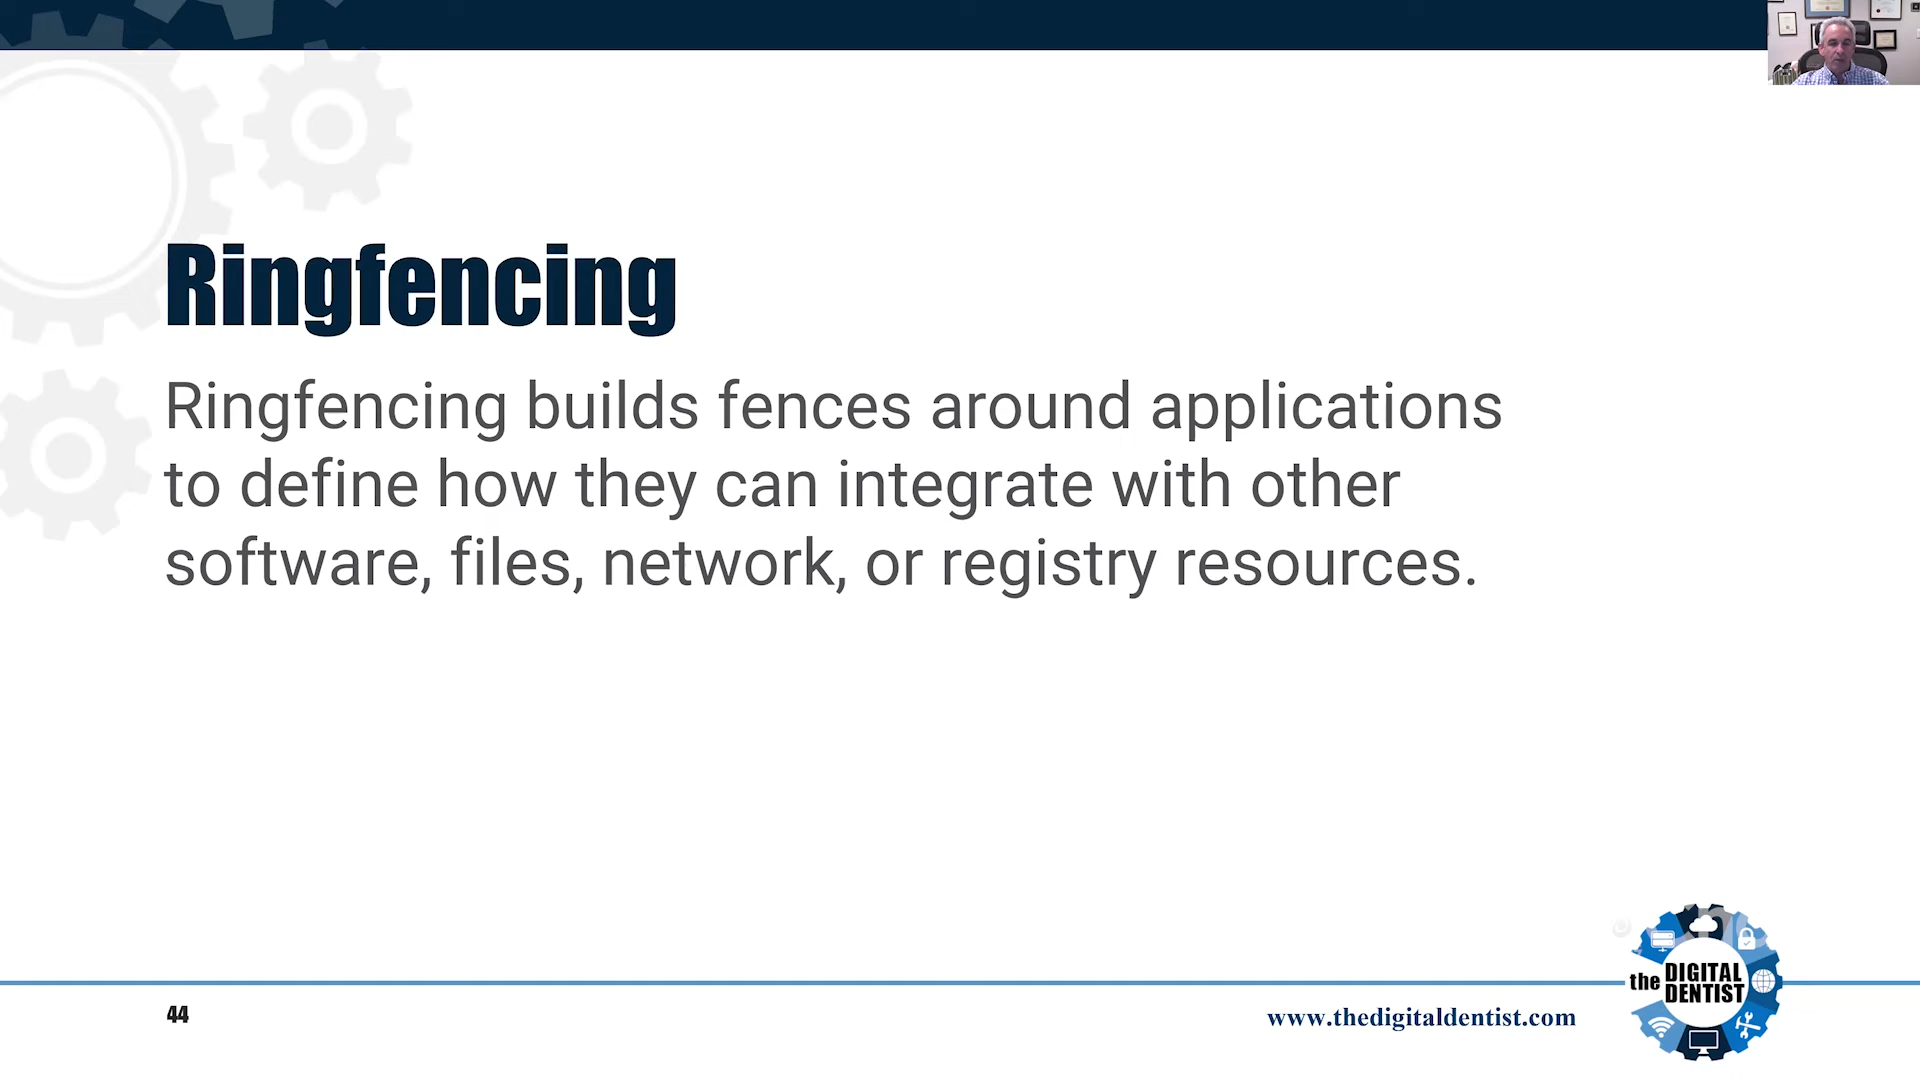 Ringfencing
Ringfencing builds fences around applications
to define how they can integrate with other
software, files, network, or registry resources.
44
www.thedigitaldentist.com
the DIGITAL
DENTIST